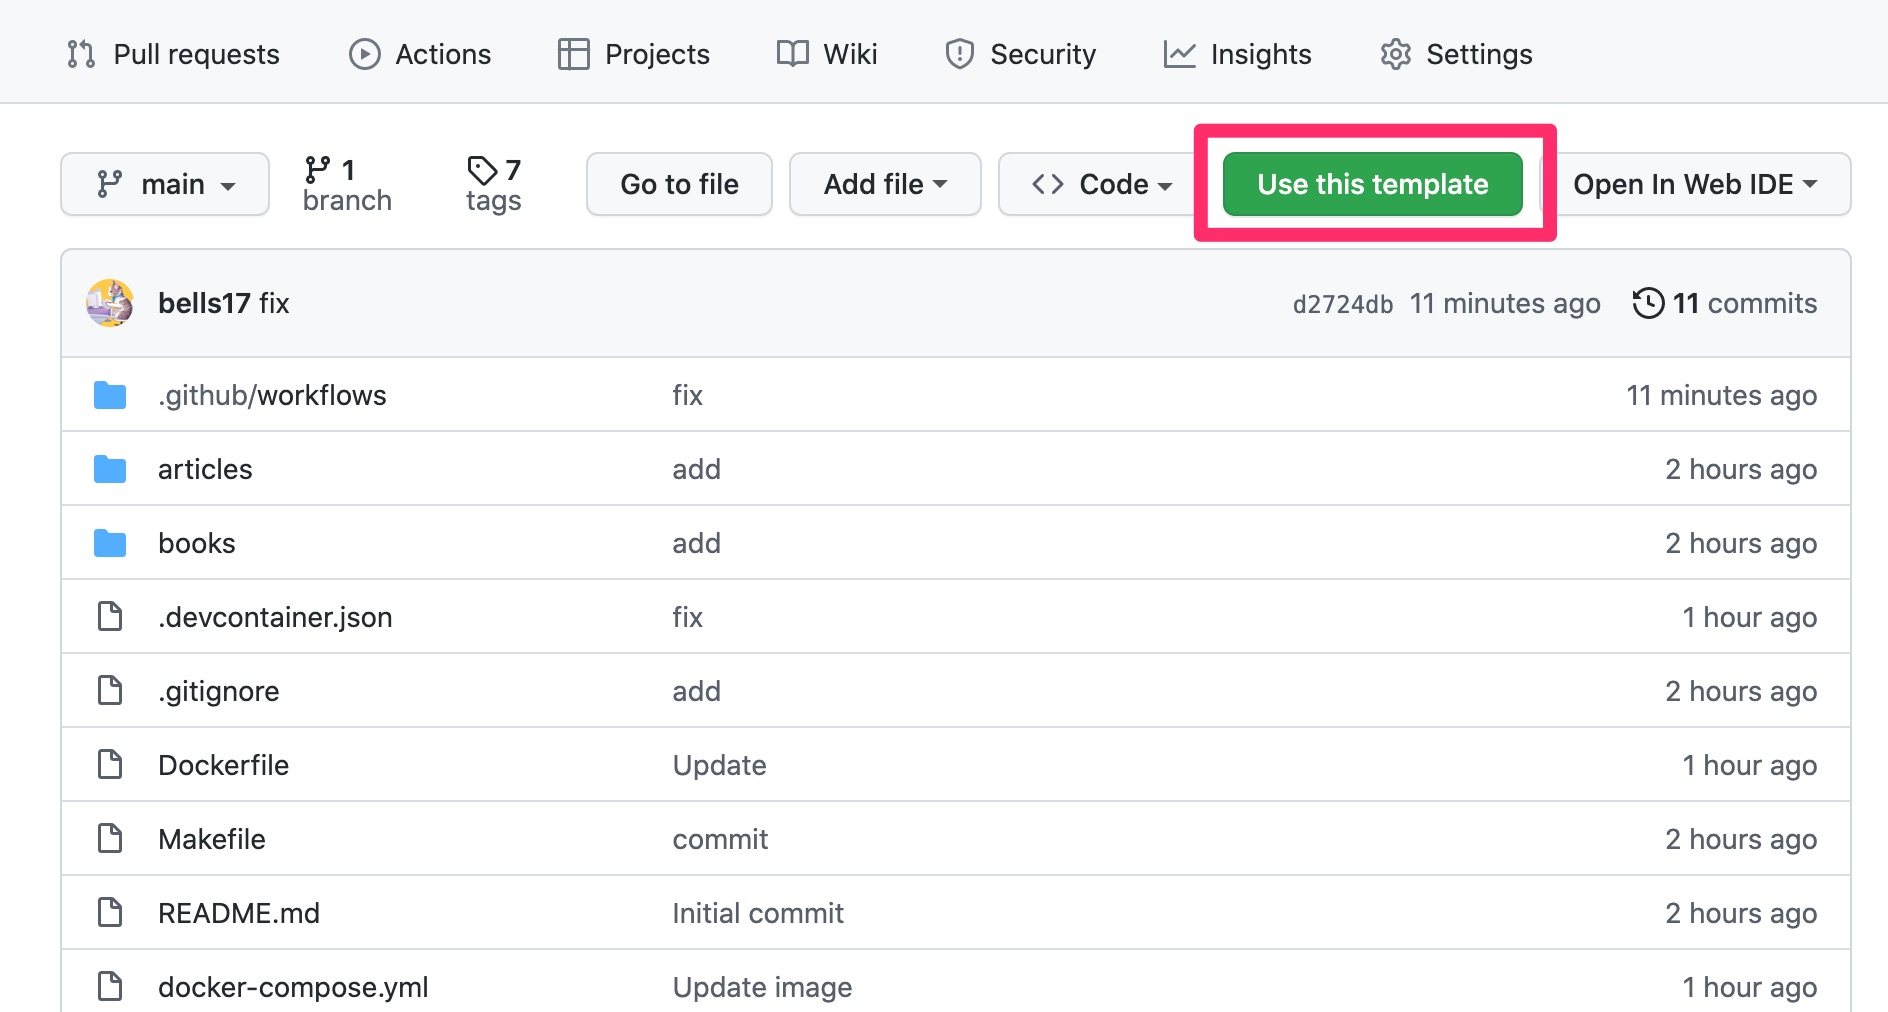 Pull requests Actions Projects Wiki Security Insights Settings
main 1 branch 7 tags Go to file Add file Code Use this template Open In Web IDE
bells17 fix d2724db 11 minutes ago 11 commits
.github/workflows fix 11 minutes ago
articles add 2 hours ago
books add 2 hours ago
.devcontainer.json fix 1 hour ago
.gitignore add 2 hours ago
Dockerfile Update 1 hour ago
Makefile commit 2 hours ago
README.md Initial commit 2 hours ago
docker-compose.yml Update image 1 hour ago